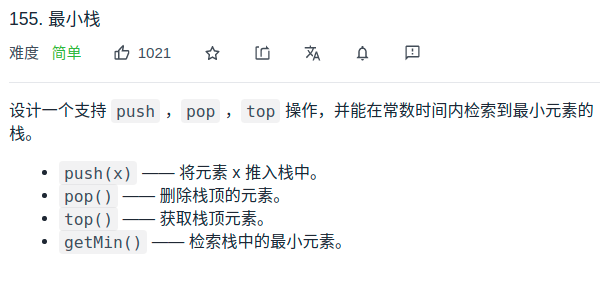 155. 最小栈
难度 简单 1021
设计一个支持 push ，pop ，top 操作，并能在常数时间内检索到最小元素的
栈。
• push(x) —— 将元素 x 推入栈中。
• pop() —— 删除栈顶的元素。
• top() —— 获取栈顶元素。
• getMin() —— 检索栈中的最小元素。